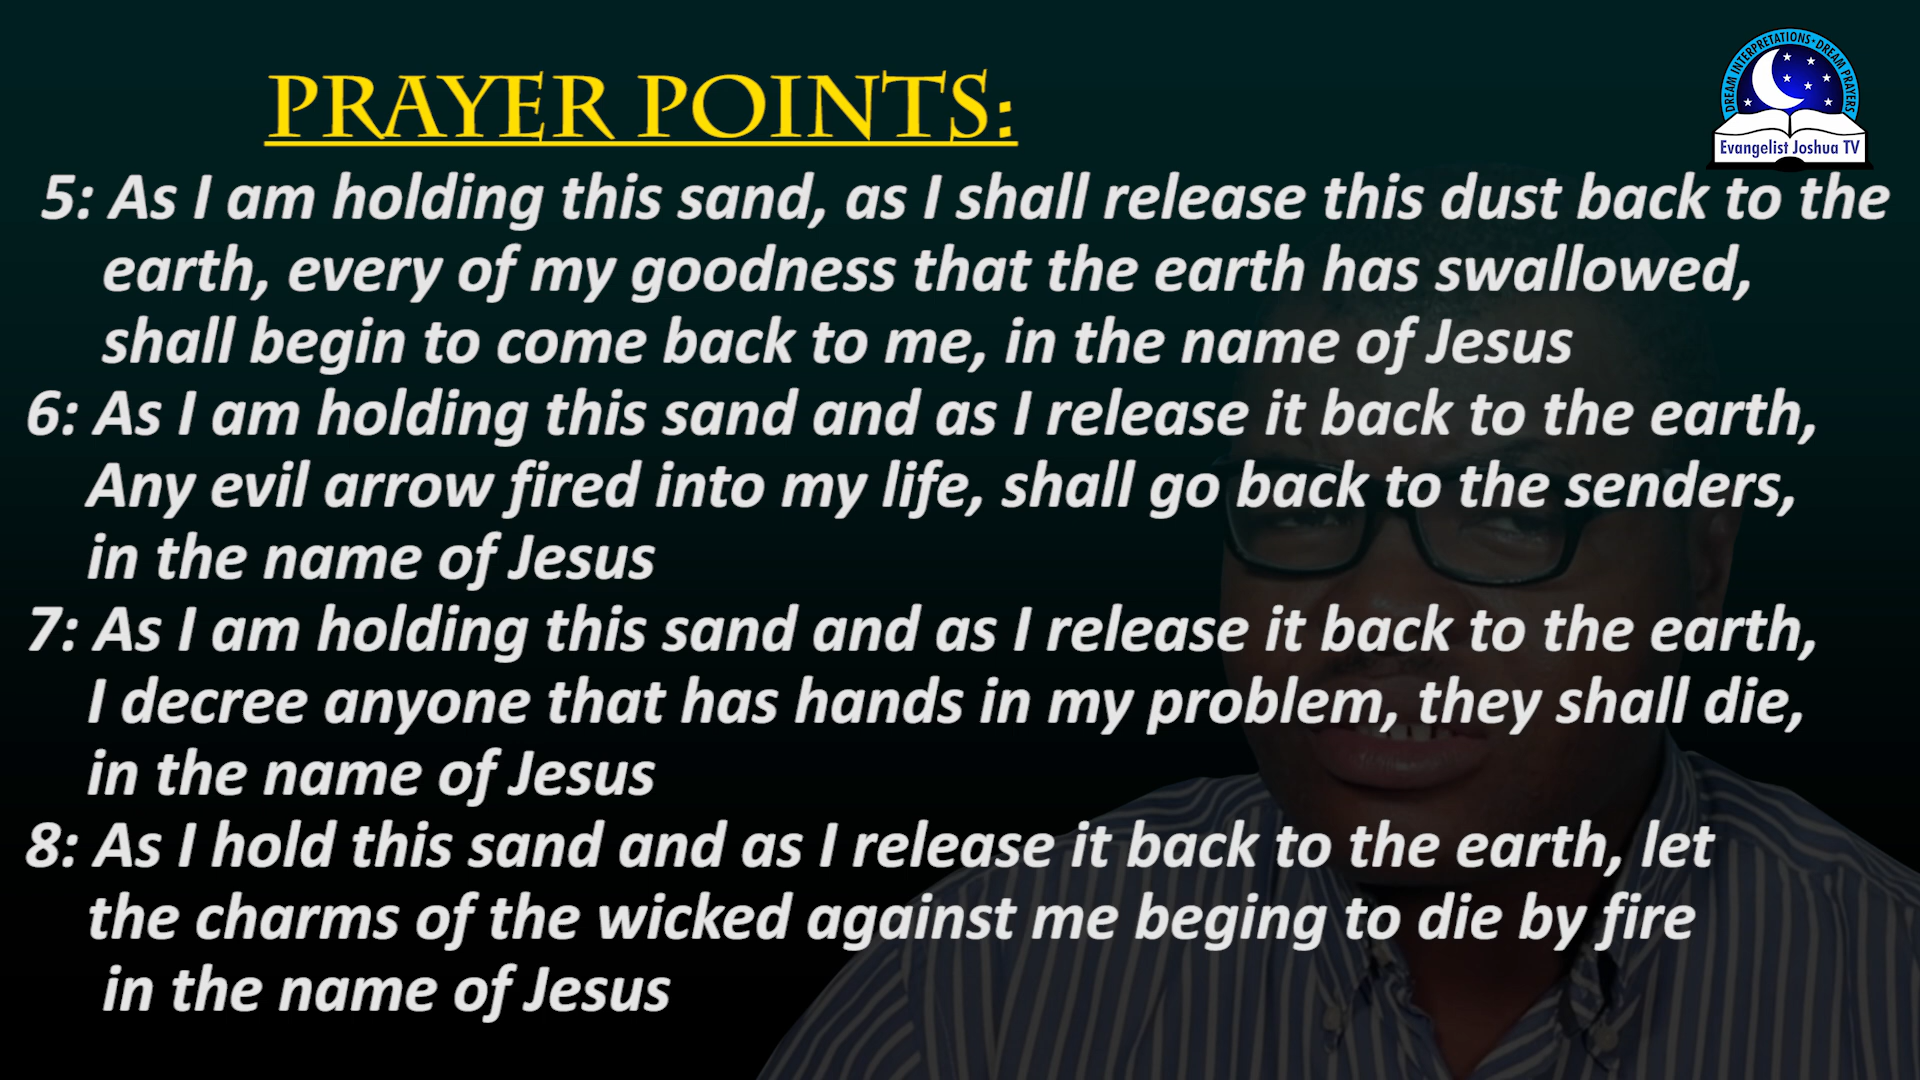 PRAYER POINTS:
DREAM INTERPRETATIONS • DREAM PRAYERS
Evangelist Joshua TV
5: As I am holding this sand, as I shall release this dust back to the
earth, every of my goodness that the earth has swallowed,
shall begin to come back to me, in the name of Jesus
6: As I am holding this sand and as I release it back to the earth,
Any evil arrow fired into my life, shall go back to the senders,
in the name of Jesus
7: As I am holding this sand and as I release it back to the earth,
I decree anyone that has hands in my problem, they shall die,
in the name of Jesus
8: As I hold this sand and as I release it back to the earth, let
the charms of the wicked against me beging to die by fire
in the name of Jesus